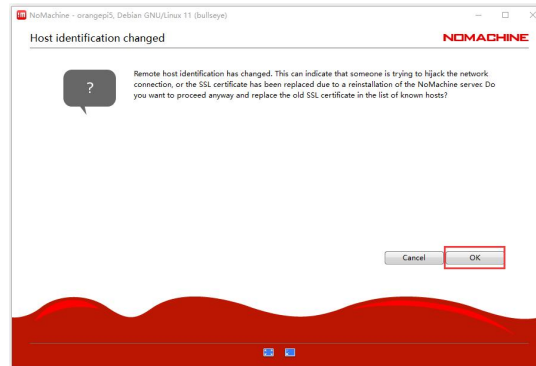 NoMachine - orangepi5, Debian GNU/Linux 11 (bullseye)
Host identification changed
NOMACHINE
?
Remote host identification has changed. This can indicate that someone is trying to hijack the network
connection, or the SSL certificate has been replaced due to a reinstallation of the NoMachine server. Do
you want to proceed anyway and replace the old SSL certificate in the list of known hosts?
Cancel
OK